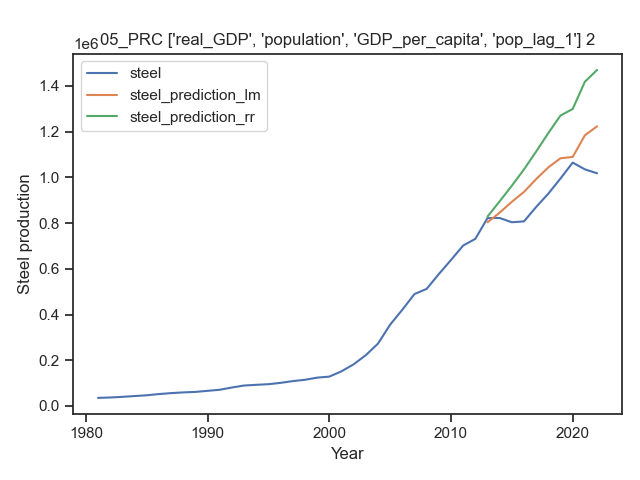 1e6
05_PRC ['real_GDP', 'population', 'GDP_per_capita', 'pop_lag_1'] 2
steel
steel_prediction_lm
steel_prediction_rr
1.4
1.2
1.0
0.8
0.6
0.4
0.2
0.0
Steel production
1980
1990
2000
2010
2020
Year